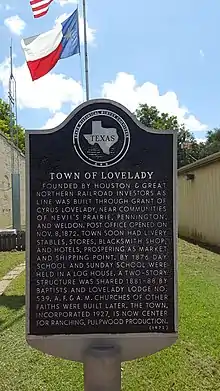 TEXAS
TOWN OF LOVELADY
FOUNDED BY HOUSTON & GREAT
NORTHERN RAILROAD INVESTORS AS
LINE WAS BUILT THROUGH GRANT OF
CYRUS LOVELADY, NEAR COMMUNITIES
OF NEVIL'S PRAIRIE, PENNINGTON,
AND WELDON. POST OFFICE OPENED ON
NOV. 8, 1872. TOWN SOON HAD LIVERY
STABLES, STORES, BLACKSMITH SHOP,
AND HOTELS, PROSPERING AS MARKET
AND SHIPPING POINT. BY 1876 DAY
SCHOOL AND SUNDAY SCHOOL WERE
HELD IN A LOG HOUSE. A TWO-STORY
STRUCTURE WAS SHARED 1881-88 BY
BAPTISTS AND LOVELADY LODGE NO.
539, A. F. & A. M. CHURCHES OF OTHER
FAITHS WERE BUILT LATER. THE TOWN,
INCORPORATED 1927, IS NOW CENTER
FOR RANCHING, PULPWOOD PRODUCTION.